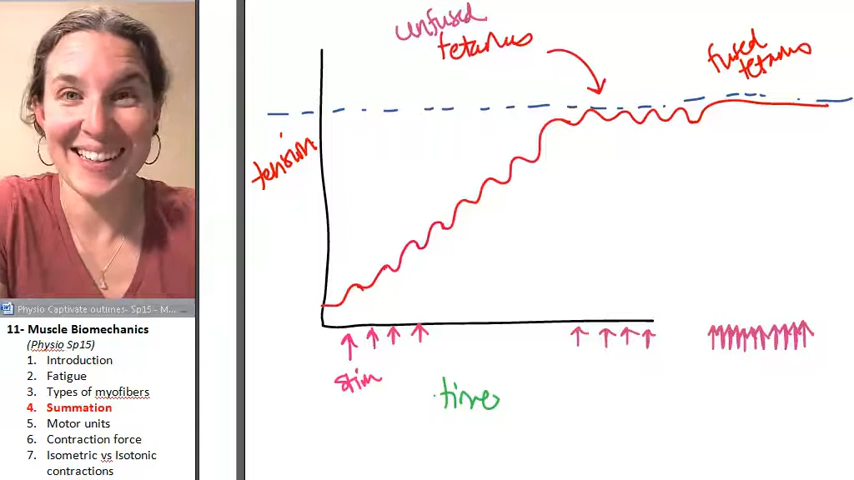 Physio Captivate outlines- Sp15 - M...
11- Muscle Biomechanics
(Physio Sp15)
1. Introduction
2. Fatigue
3. Types of myofibers
4. Summation
5. Motor units
6. Contraction force
7. Isometric vs Isotonic
contractions
unfused
tetanus
fused
tetanus
tension
stim
time